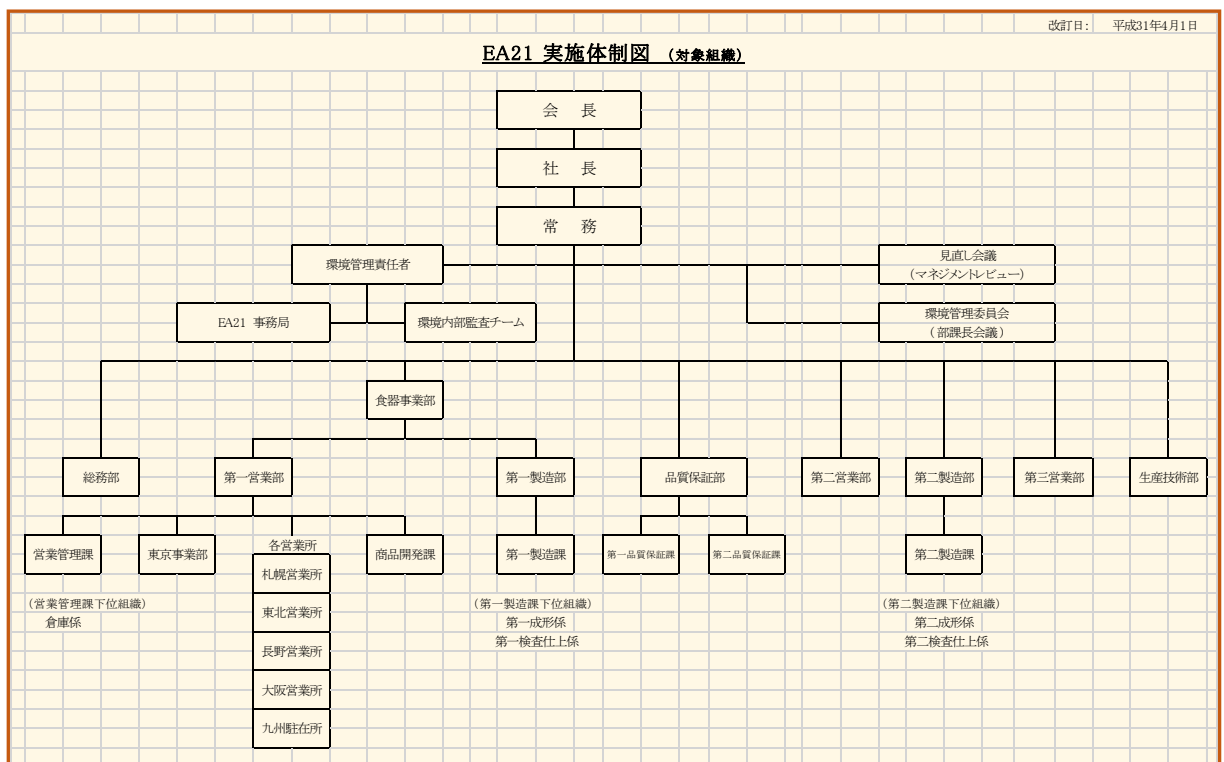 改訂日: 平成31年4月1日
EA21 実施体制図 (対象組織)
会 長
社 長
常 務
環境管理責任者
見直し会議
(マネジメントレビュー)
EA21 事務局
環境内部監査チーム
環境管理委員会
(部課長会議)
食器事業部
総務部
第一営業部
第一製造部
品質保証部
第二営業部
第二製造部
第三営業部
生産技術部
営業管理課
東京事業部
各営業所
商品開発課
第一製造課
第一品質保証課
第二品質保証課
第二製造課
札幌営業所
東北営業所
長野営業所
大阪営業所
九州駐在所
(営業管理課下位組織)
倉庫係
(第一製造課下位組織)
第一成形係
第一検査仕上係
(第二製造課下位組織)
第二成形係
第二検査仕上係